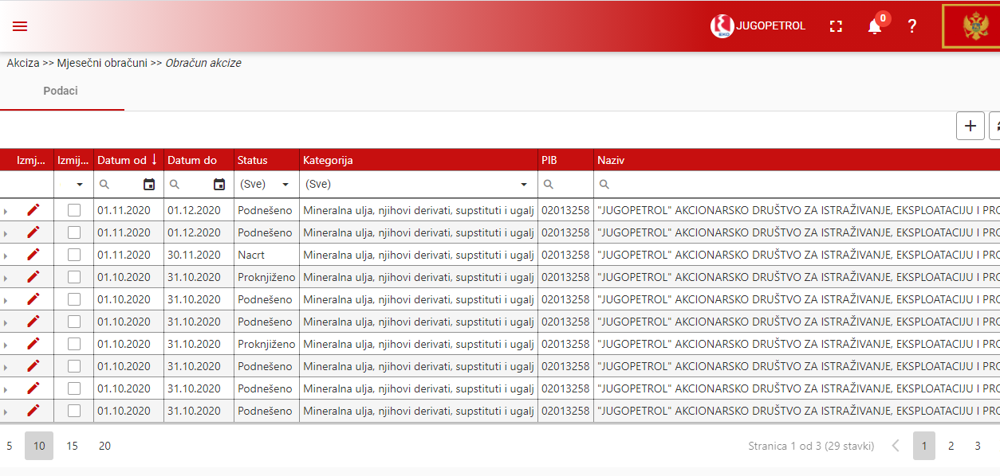 JUGOPETROL 0 ?
EKO
Akciza >> Mjesečni obračuni >> Obračun akcize
Podaci
+
Izmj... Izmij... Datum od ↓ Datum do Status Kategorija PIB Naziv
(Sve) (Sve)
01.11.2020 01.12.2020 Podnešeno Mineralna ulja, njihovi derivati, supstituti i ugalj 02013258 "JUGOPETROL" AKCIONARSKO DRUŠTVO ZA ISTRAŽIVANJE, EKSPLOATACIJU I PRO
01.11.2020 01.12.2020 Podnešeno Mineralna ulja, njihovi derivati, supstituti i ugalj 02013258 "JUGOPETROL" AKCIONARSKO DRUŠTVO ZA ISTRAŽIVANJE, EKSPLOATACIJU I PRO
01.11.2020 30.11.2020 Nacrt Mineralna ulja, njihovi derivati, supstituti i ugalj 02013258 "JUGOPETROL" AKCIONARSKO DRUŠTVO ZA ISTRAŽIVANJE, EKSPLOATACIJU I PRO
01.10.2020 31.10.2020 Proknjiženo Mineralna ulja, njihovi derivati, supstituti i ugalj 02013258 "JUGOPETROL" AKCIONARSKO DRUŠTVO ZA ISTRAŽIVANJE, EKSPLOATACIJU I PRO
01.10.2020 31.10.2020 Podnešeno Mineralna ulja, njihovi derivati, supstituti i ugalj 02013258 "JUGOPETROL" AKCIONARSKO DRUŠTVO ZA ISTRAŽIVANJE, EKSPLOATACIJU I PRO
01.10.2020 31.10.2020 Podnešeno Mineralna ulja, njihovi derivati, supstituti i ugalj 02013258 "JUGOPETROL" AKCIONARSKO DRUŠTVO ZA ISTRAŽIVANJE, EKSPLOATACIJU I PRO
01.10.2020 31.10.2020 Proknjiženo Mineralna ulja, njihovi derivati, supstituti i ugalj 02013258 "JUGOPETROL" AKCIONARSKO DRUŠTVO ZA ISTRAŽIVANJE, EKSPLOATACIJU I PRO
01.10.2020 31.10.2020 Podnešeno Mineralna ulja, njihovi derivati, supstituti i ugalj 02013258 "JUGOPETROL" AKCIONARSKO DRUŠTVO ZA ISTRAŽIVANJE, EKSPLOATACIJU I PRO
01.10.2020 31.10.2020 Podnešeno Mineralna ulja, njihovi derivati, supstituti i ugalj 02013258 "JUGOPETROL" AKCIONARSKO DRUŠTVO ZA ISTRAŽIVANJE, EKSPLOATACIJU I PRO
01.10.2020 31.10.2020 Podnešeno Mineralna ulja, njihovi derivati, supstituti i ugalj 02013258 "JUGOPETROL" AKCIONARSKO DRUŠTVO ZA ISTRAŽIVANJE, EKSPLOATACIJU I PRO
5 10 15 20 Stranica 1 od 3 (29 stavki) 1 2 3